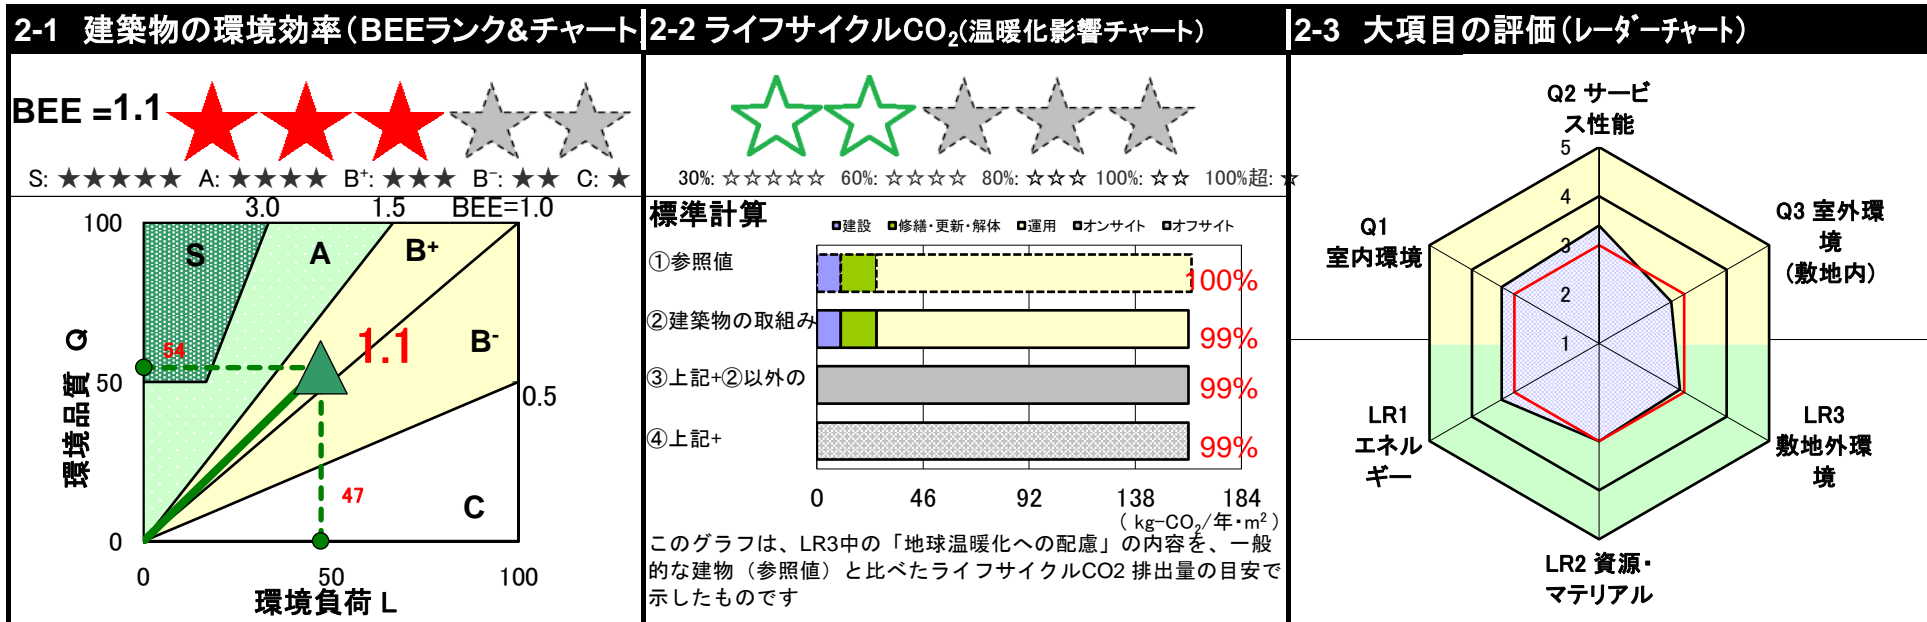 2-1 建築物の環境効率(BEEランク&チャート
BEE =1.1
S: ★★★★★ A: ★★★★ B+: ★★★ B-: ★★ C: ★
3.0 1.5 BEE=1.0
100
S A B+
54
1.1
B-
50
0.5
環境品質 Q
47
C
0
0 50 100
環境負荷 L
2-2 ライフサイクルCO2(温暖化影響チャート)
30%: ☆☆☆☆☆ 60%: ☆☆☆☆ 80%: ☆☆☆ 100%: ☆☆ 100%超: ☆
標準計算
■建設 ■修繕・更新・解体 □運用 ■オンサイト ■オフサイト
①参照値 100%
②建築物の取組み 99%
③上記+②以外の 99%
④上記+ 99%
0 46 92 138 184
( kg-CO2/年・m2 )
このグラフは、LR3中の「地球温暖化への配慮」の内容を、一般
的な建物(参照値)と比べたライフサイクルCO2 排出量の目安で
示したものです
2-3 大項目の評価(レーダーチャート)
Q2 サービ
ス性能
5
4
3
2
1
Q1
室内環境
Q3 室外環
境
(敷地内)
LR1
エネル
ギー
LR3
敷地外環
境
LR2 資源・
マテリアル